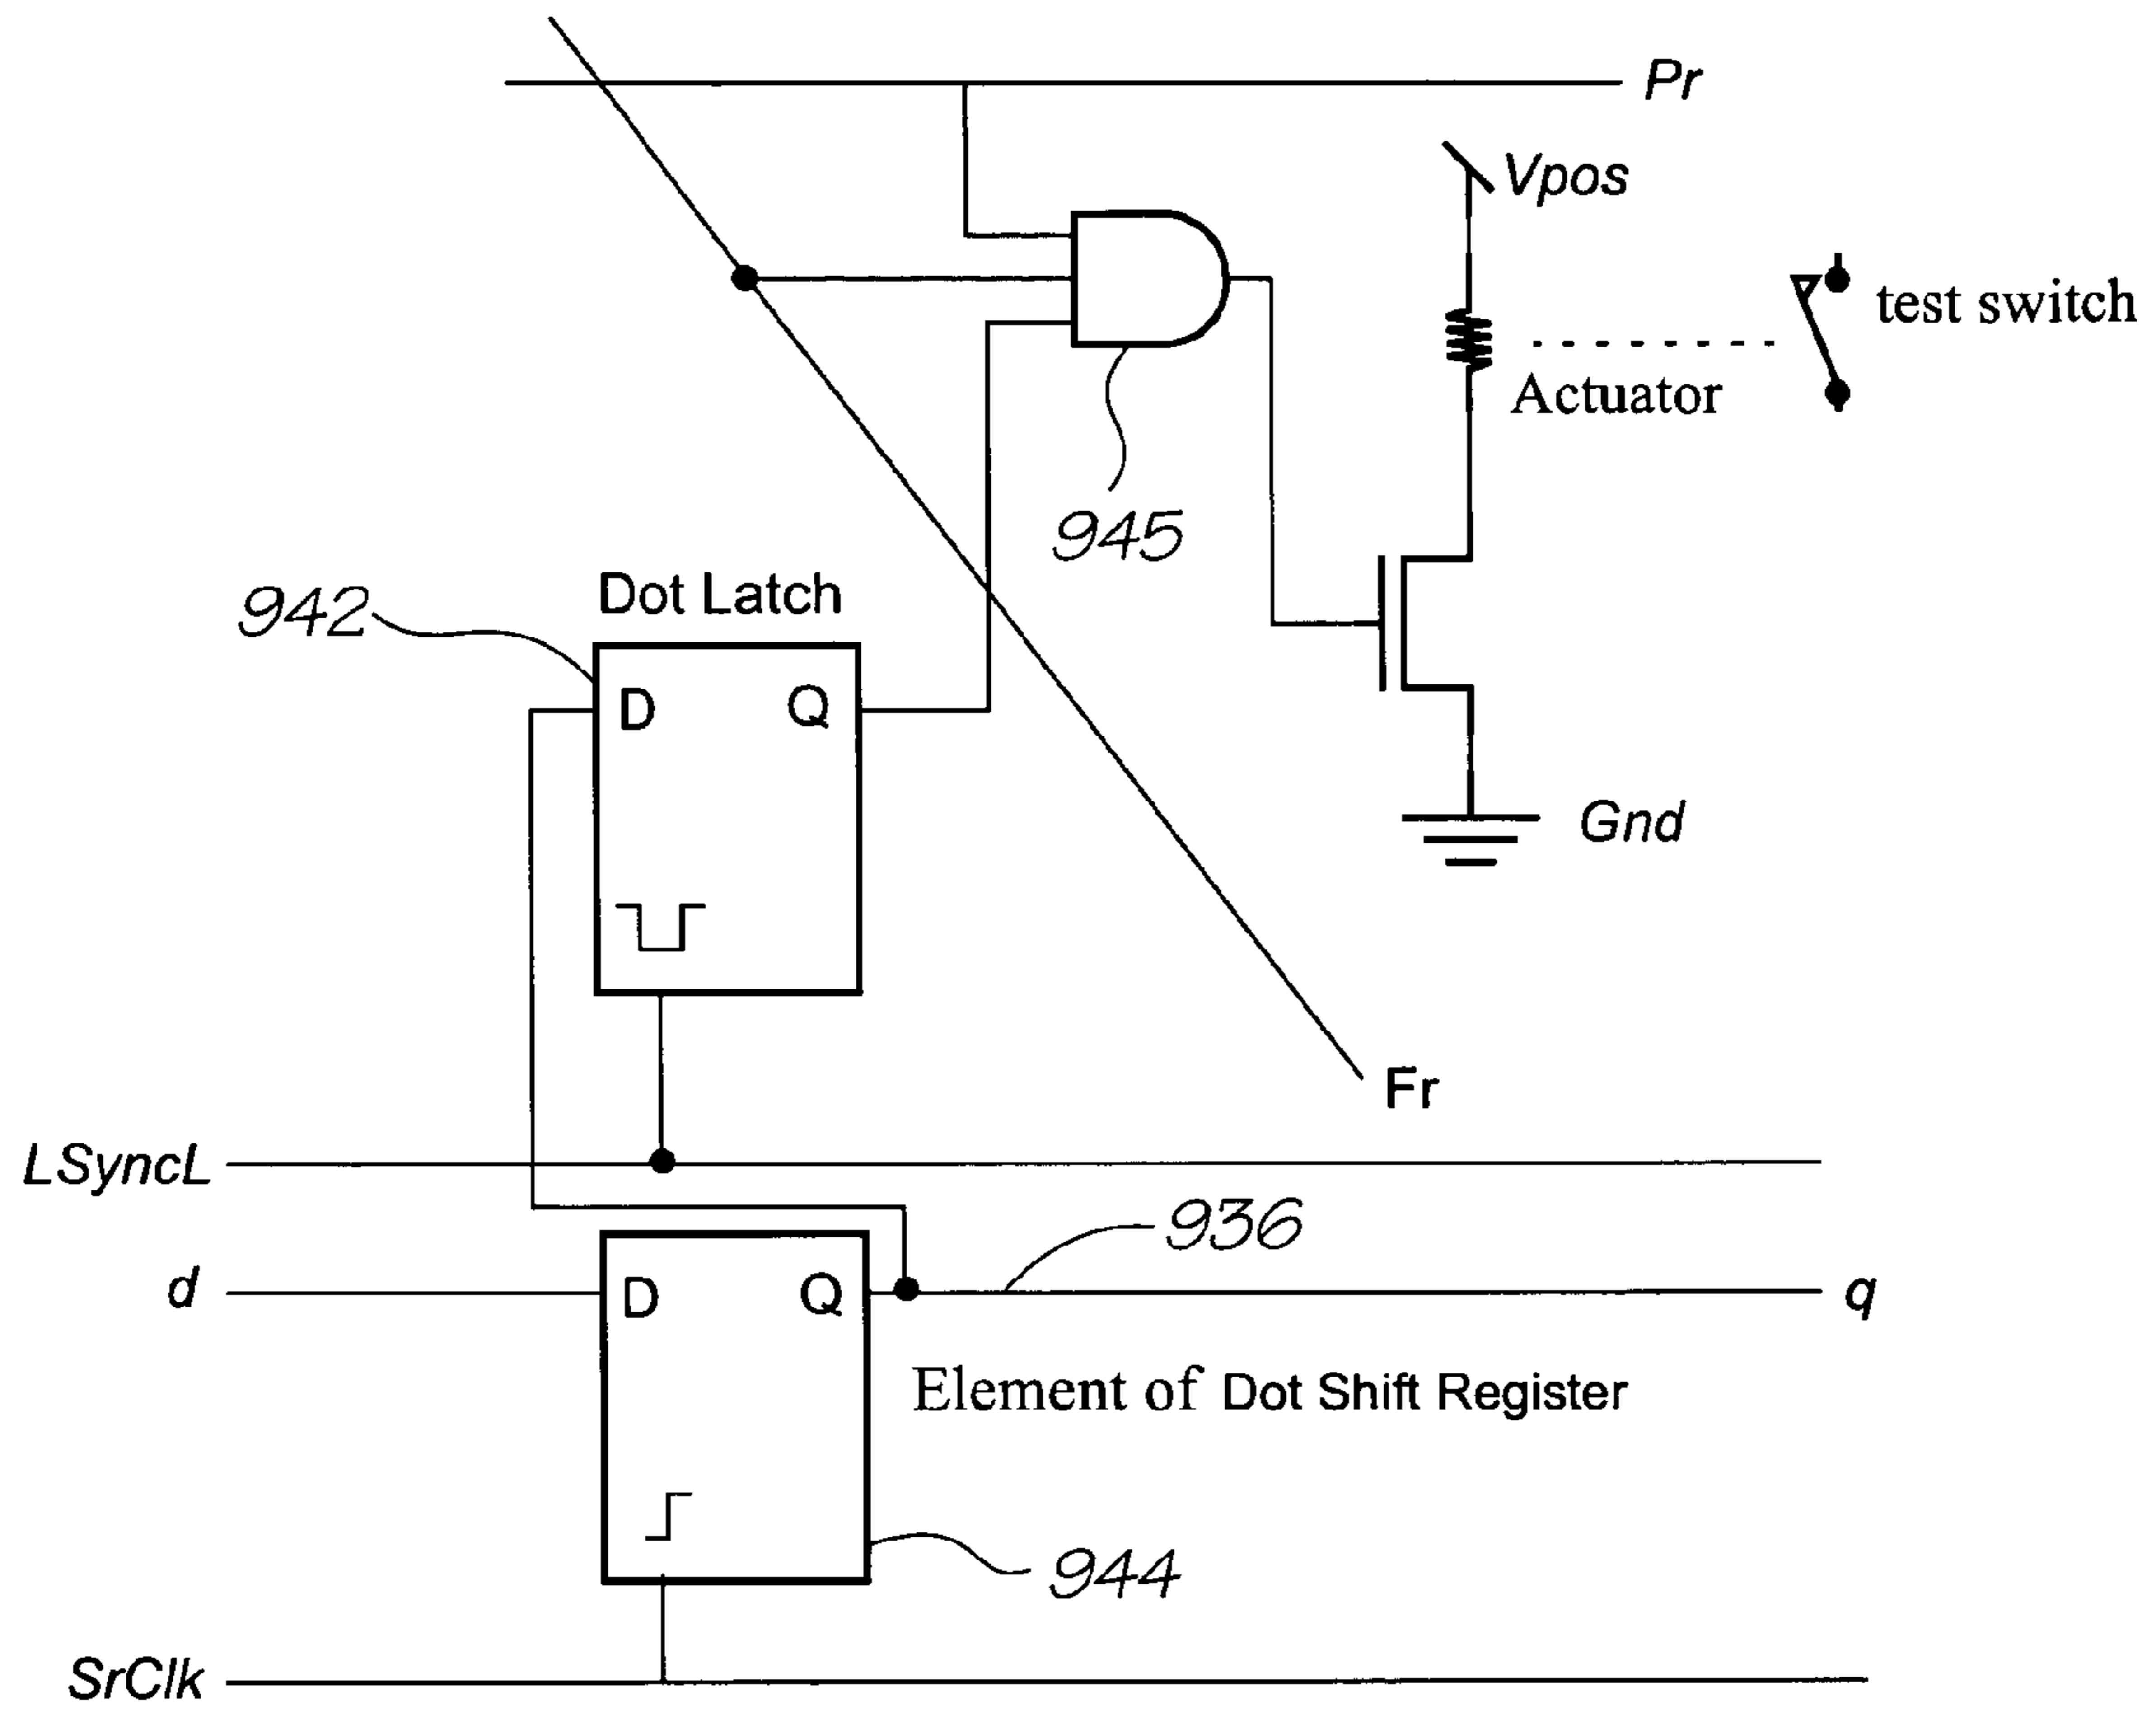 Pr
Vpos
test switch
Actuator
945
Dot Latch
942
D Q
Gnd
Fr
LSyncL
936
d
D Q
q
Element of Dot Shift Register
944
SrClk